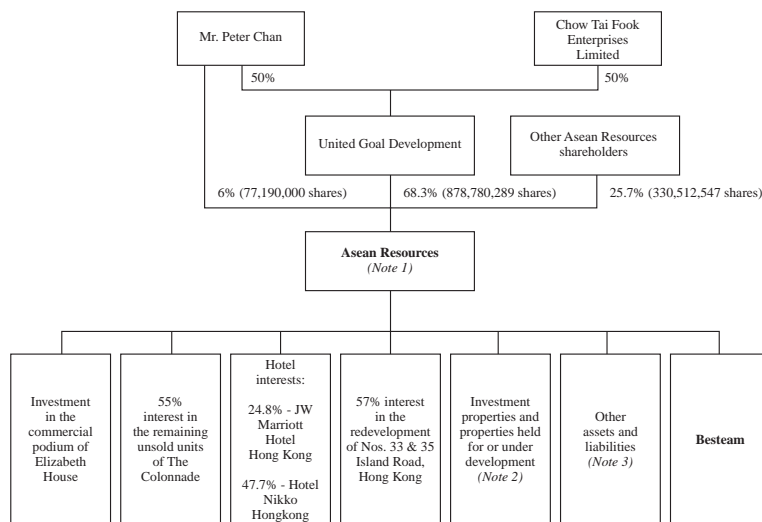 Mr. Peter Chan
Chow Tai Fook
Enterprises
Limited
50%
50%
United Goal Development
Other Asean Resources
shareholders
6% (77,190,000 shares)
68.3% (878,780,289 shares)
25.7% (330,512,547 shares)
Asean Resources
(Note 1)
Investment
in the
commercial
podium of
Elizabeth
House
55%
interest in
the remaining
unsold units
of The
Colonnade
Hotel
interests:
24.8% - JW
Marriott
Hotel
Hong Kong
47.7% - Hotel
Nikko
Hongkong
57% interest
in the
redevelopment
of Nos. 33 & 35
Island Road,
Hong Kong
Investment
properties and
properties held
for or under
development
(Note 2)
Other
assets and
liabilities
(Note 3)
Besteam